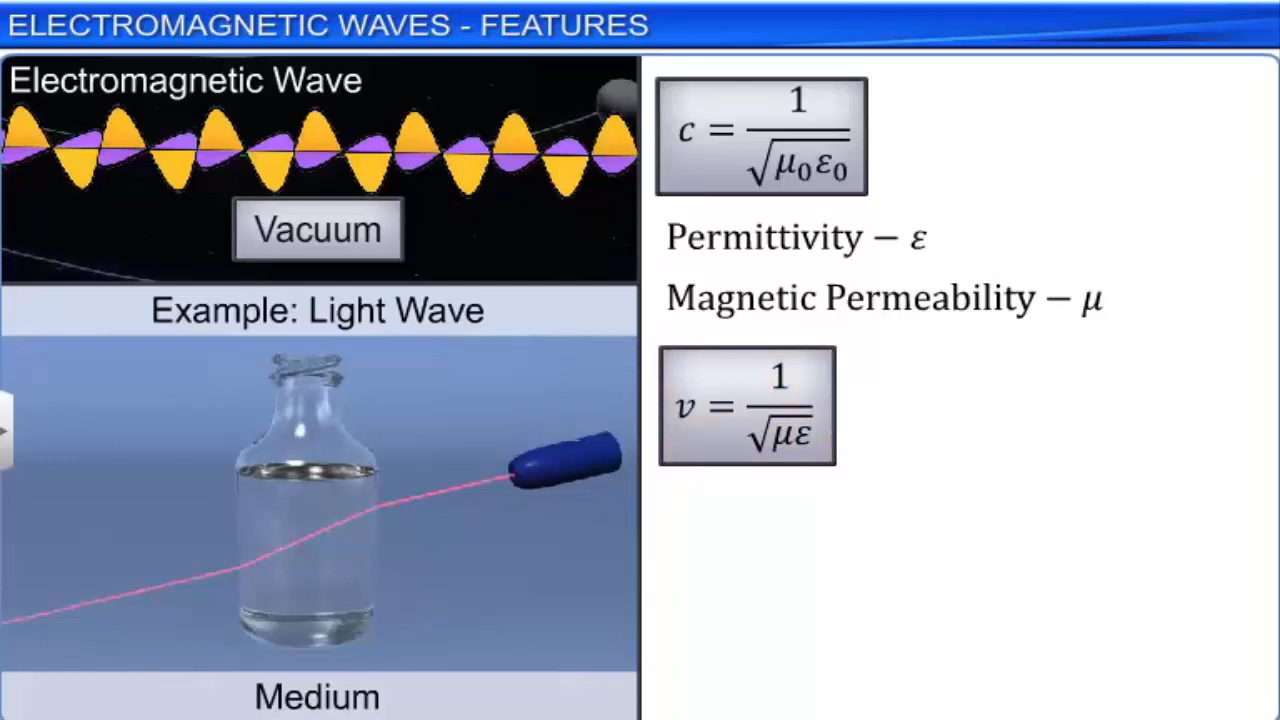 ELECTROMAGNETIC WAVES - FEATURES
Electromagnetic Wave
Vacuum
Example: Light Wave
Medium
c = 1/√μ₀ε₀
Permittivity – ε
Magnetic Permeability – μ
v = 1/√με